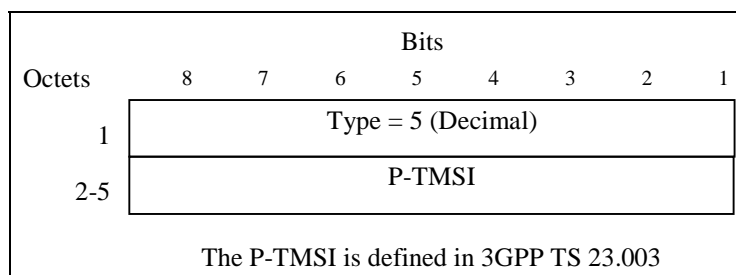 Bits
Octets 8 7 6 5 4 3 2 1
1 Type = 5 (Decimal)
2-5 P-TMSI
The P-TMSI is defined in 3GPP TS 23.003